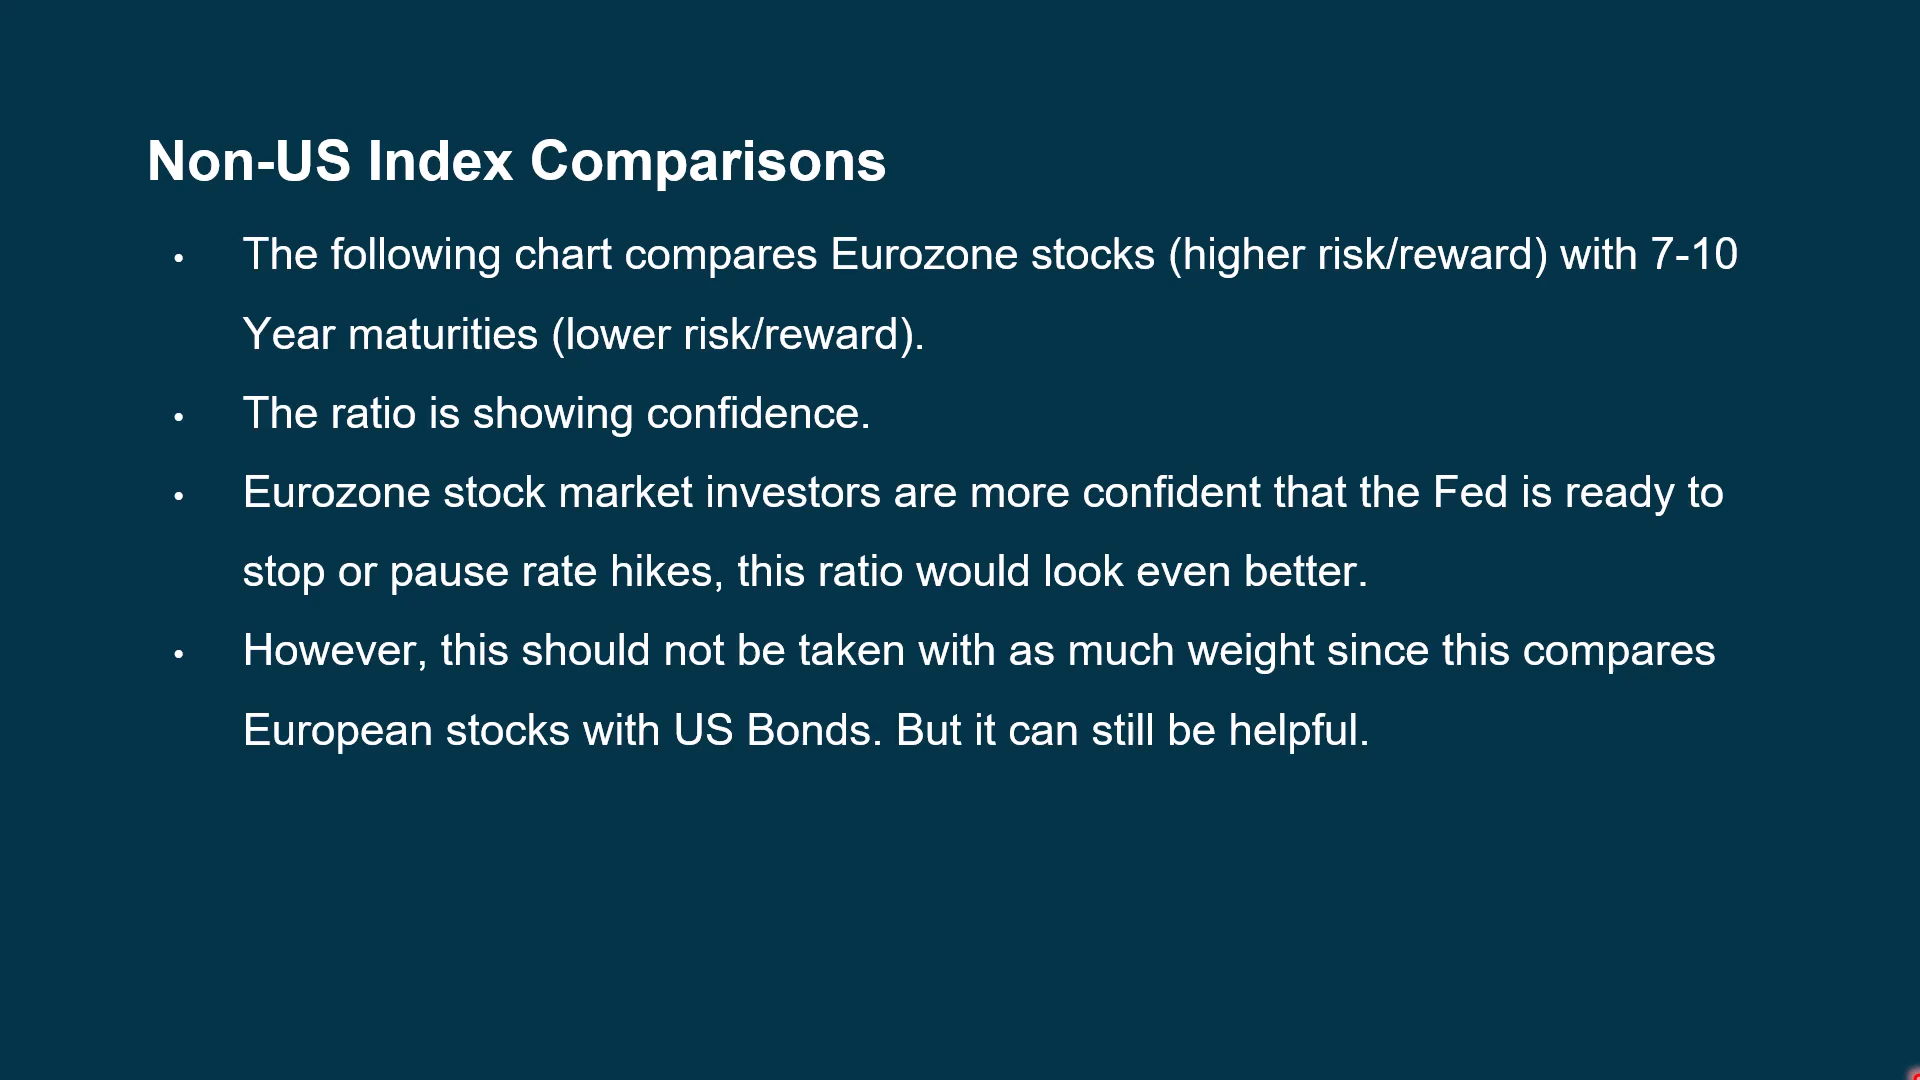 Non-US Index Comparisons
• The following chart compares Eurozone stocks (higher risk/reward) with 7-10
Year maturities (lower risk/reward).
• The ratio is showing confidence.
• Eurozone stock market investors are more confident that the Fed is ready to
stop or pause rate hikes, this ratio would look even better.
• However, this should not be taken with as much weight since this compares
European stocks with US Bonds. But it can still be helpful.